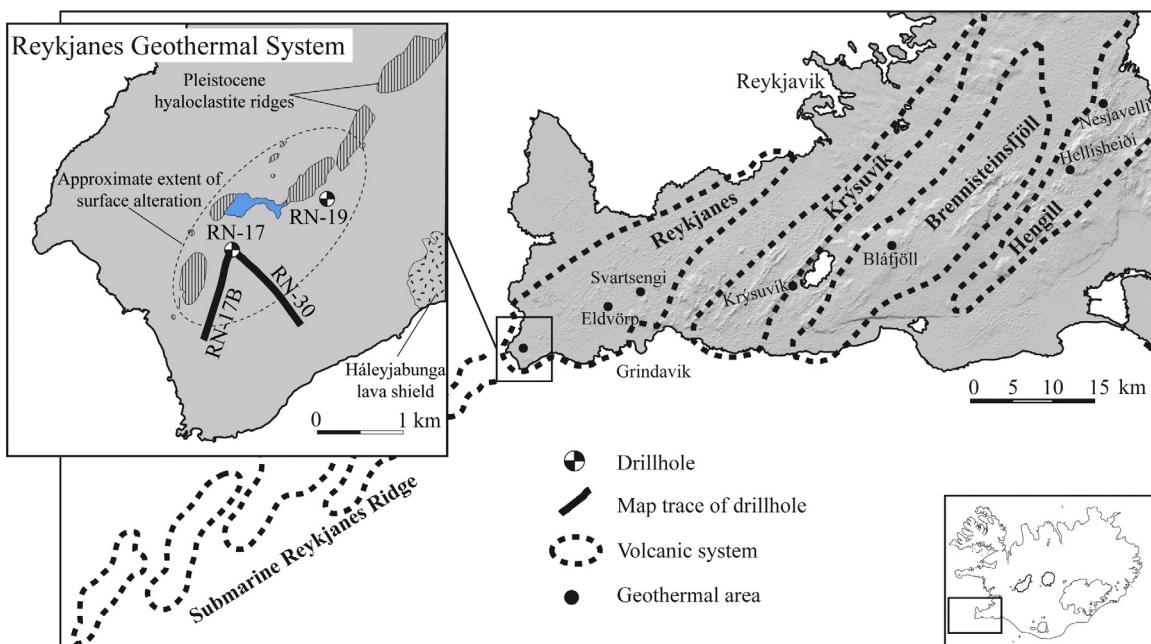 Reykjanes Geothermal System
Pleistocene
hyaloclastite ridges
Approximate extent of
surface alteration
RN-19
RN-17
RN-30
RN-17B
Háleyjabunga
lava shield
0 1 km
Reykjavik
Nesjavelli
Hellisheiði
Krýsuvík
Brennisteinsfjöll
Reykjanes
Hengill
Bláfjöll
Svartsengi
Krýsuvík
Eldvörp
Grindavik
0 5 10 15 km
Submarine Reykjanes Ridge
Drillhole
Map trace of drillhole
Volcanic system
Geothermal area